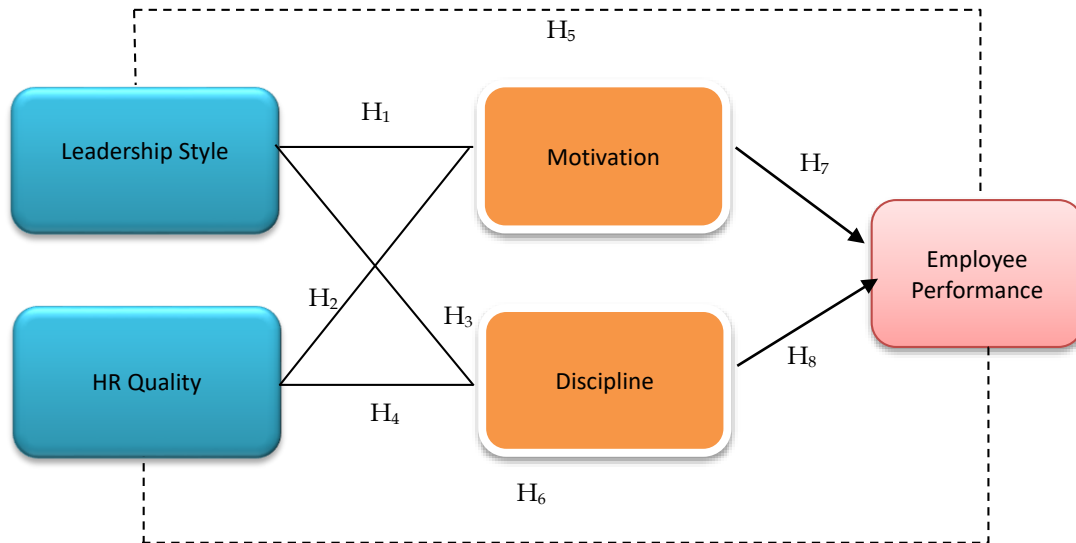 H₅
H₁
Leadership Style
Motivation
H₇
Employee
Performance
H₂
H₃
H₈
HR Quality
Discipline
H₄
H₆